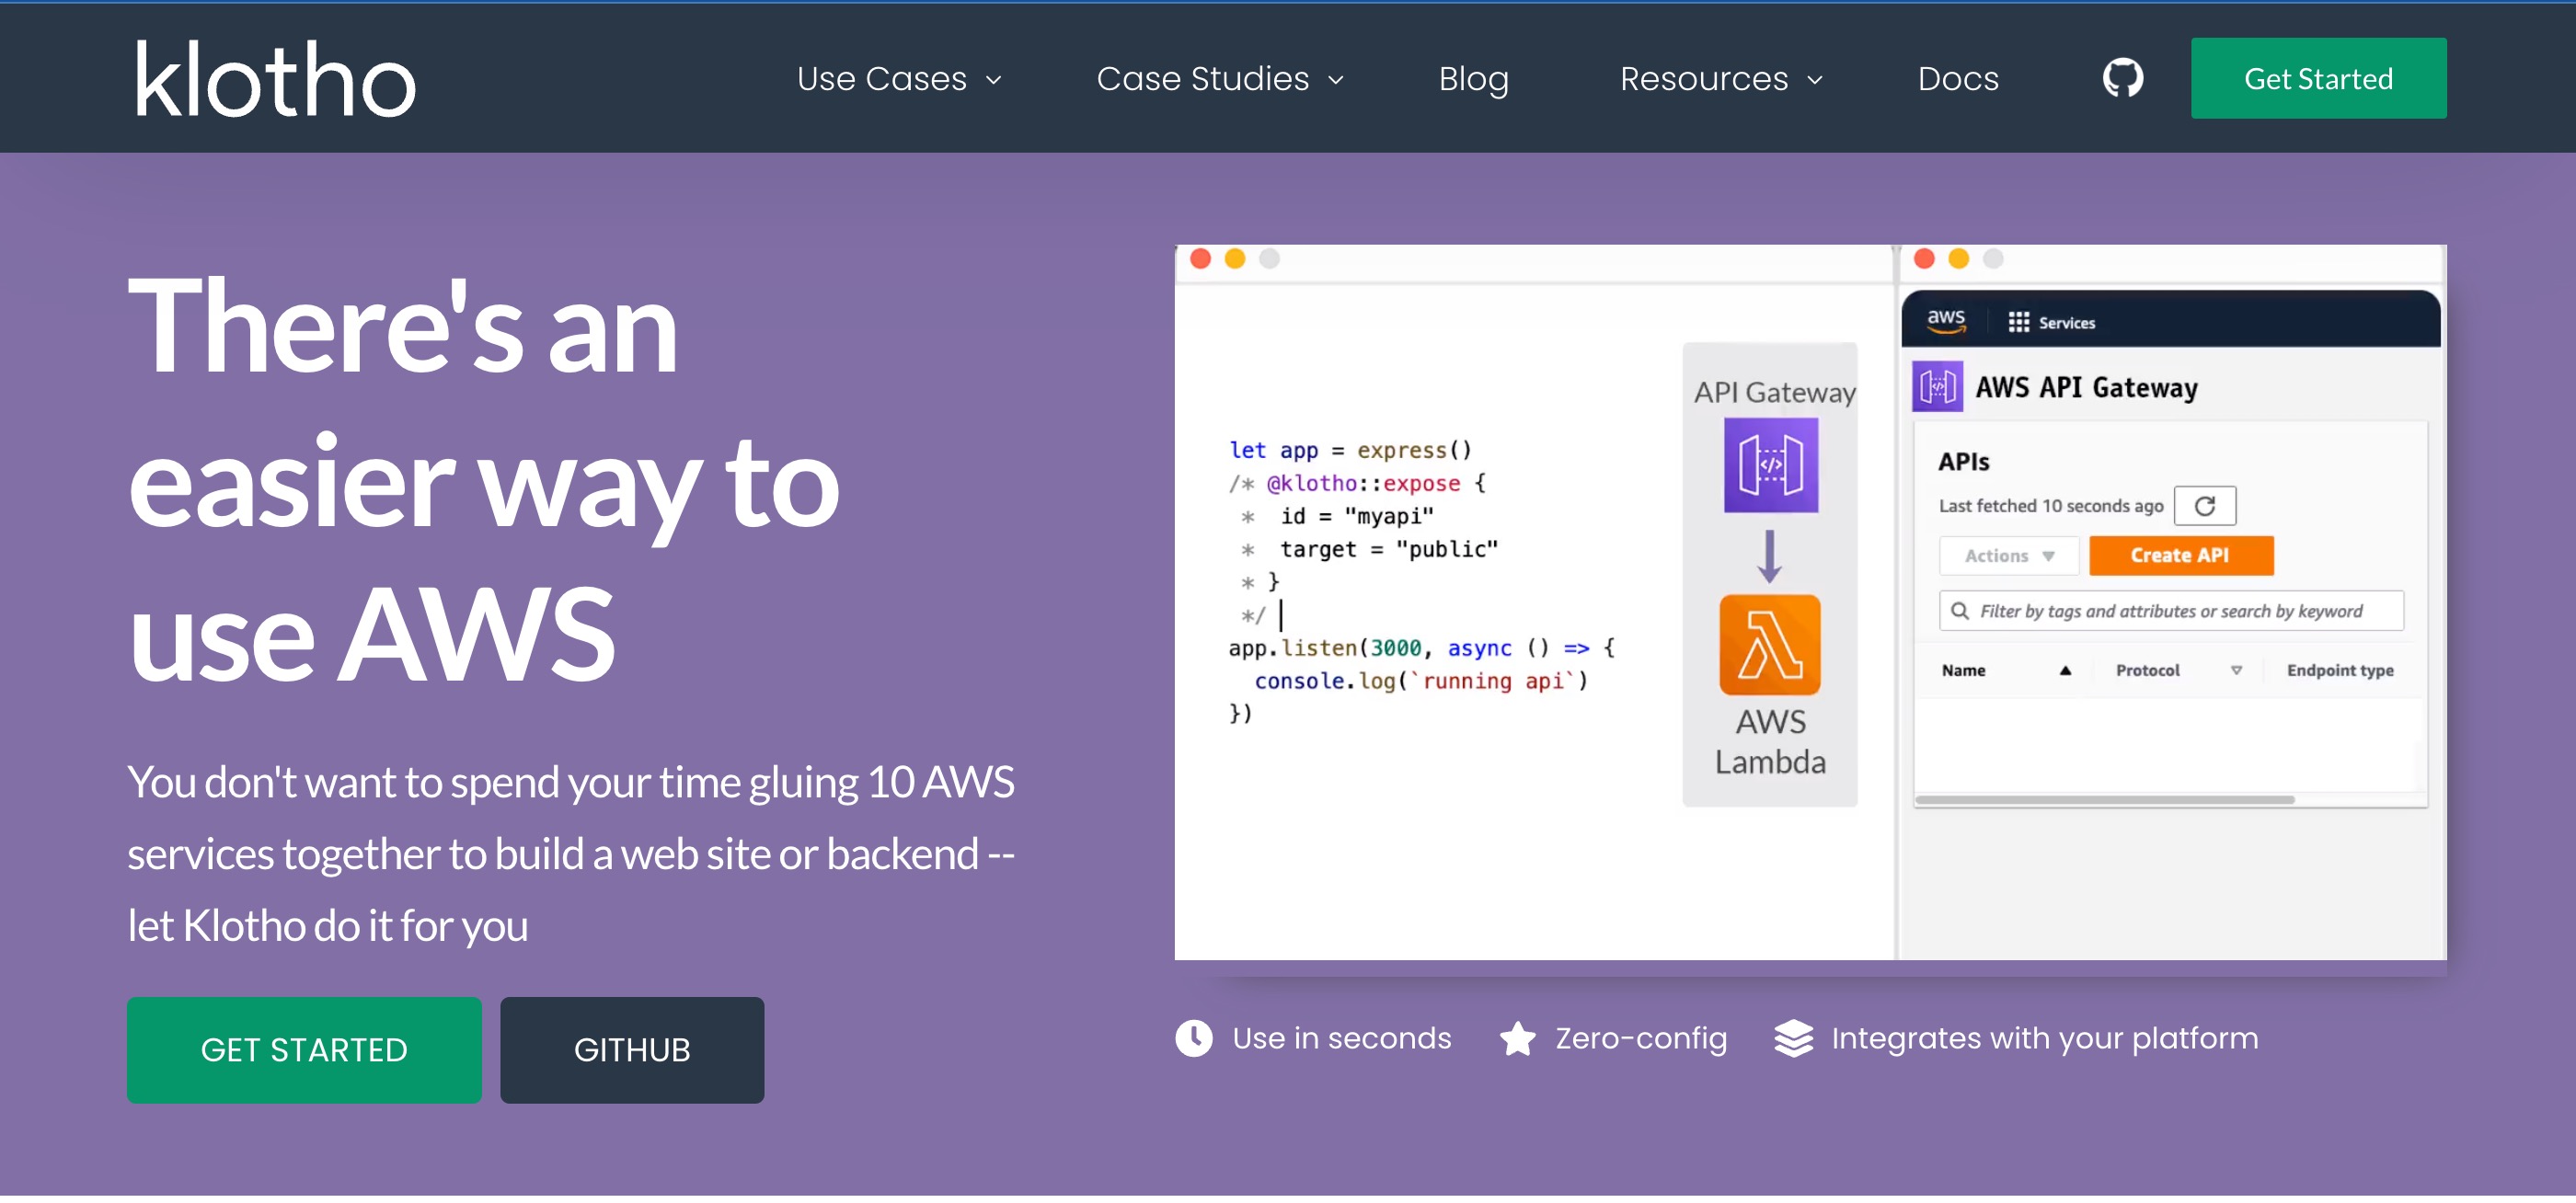 klotho
Use Cases
Case Studies
Blog
Resources
Docs
Get Started
There's an
easier way to
use AWS
You don't want to spend your time gluing 10 AWS
services together to build a web site or backend --
let Klotho do it for you
GET STARTED
GITHUB
let app = express()
/* @klotho::expose {
 *  id = "myapi"
 *  target = "public"
 * }
 */
app.listen(3000, async () => {
  console.log(`running api`)
})
API Gateway
</>
AWS
Lambda
aws
Services
</>
AWS API Gateway
APIs
Last fetched 10 seconds ago
Actions
Create API
Filter by tags and attributes or search by keyword
Name
Protocol
Endpoint type
Use in seconds
Zero-config
Integrates with your platform